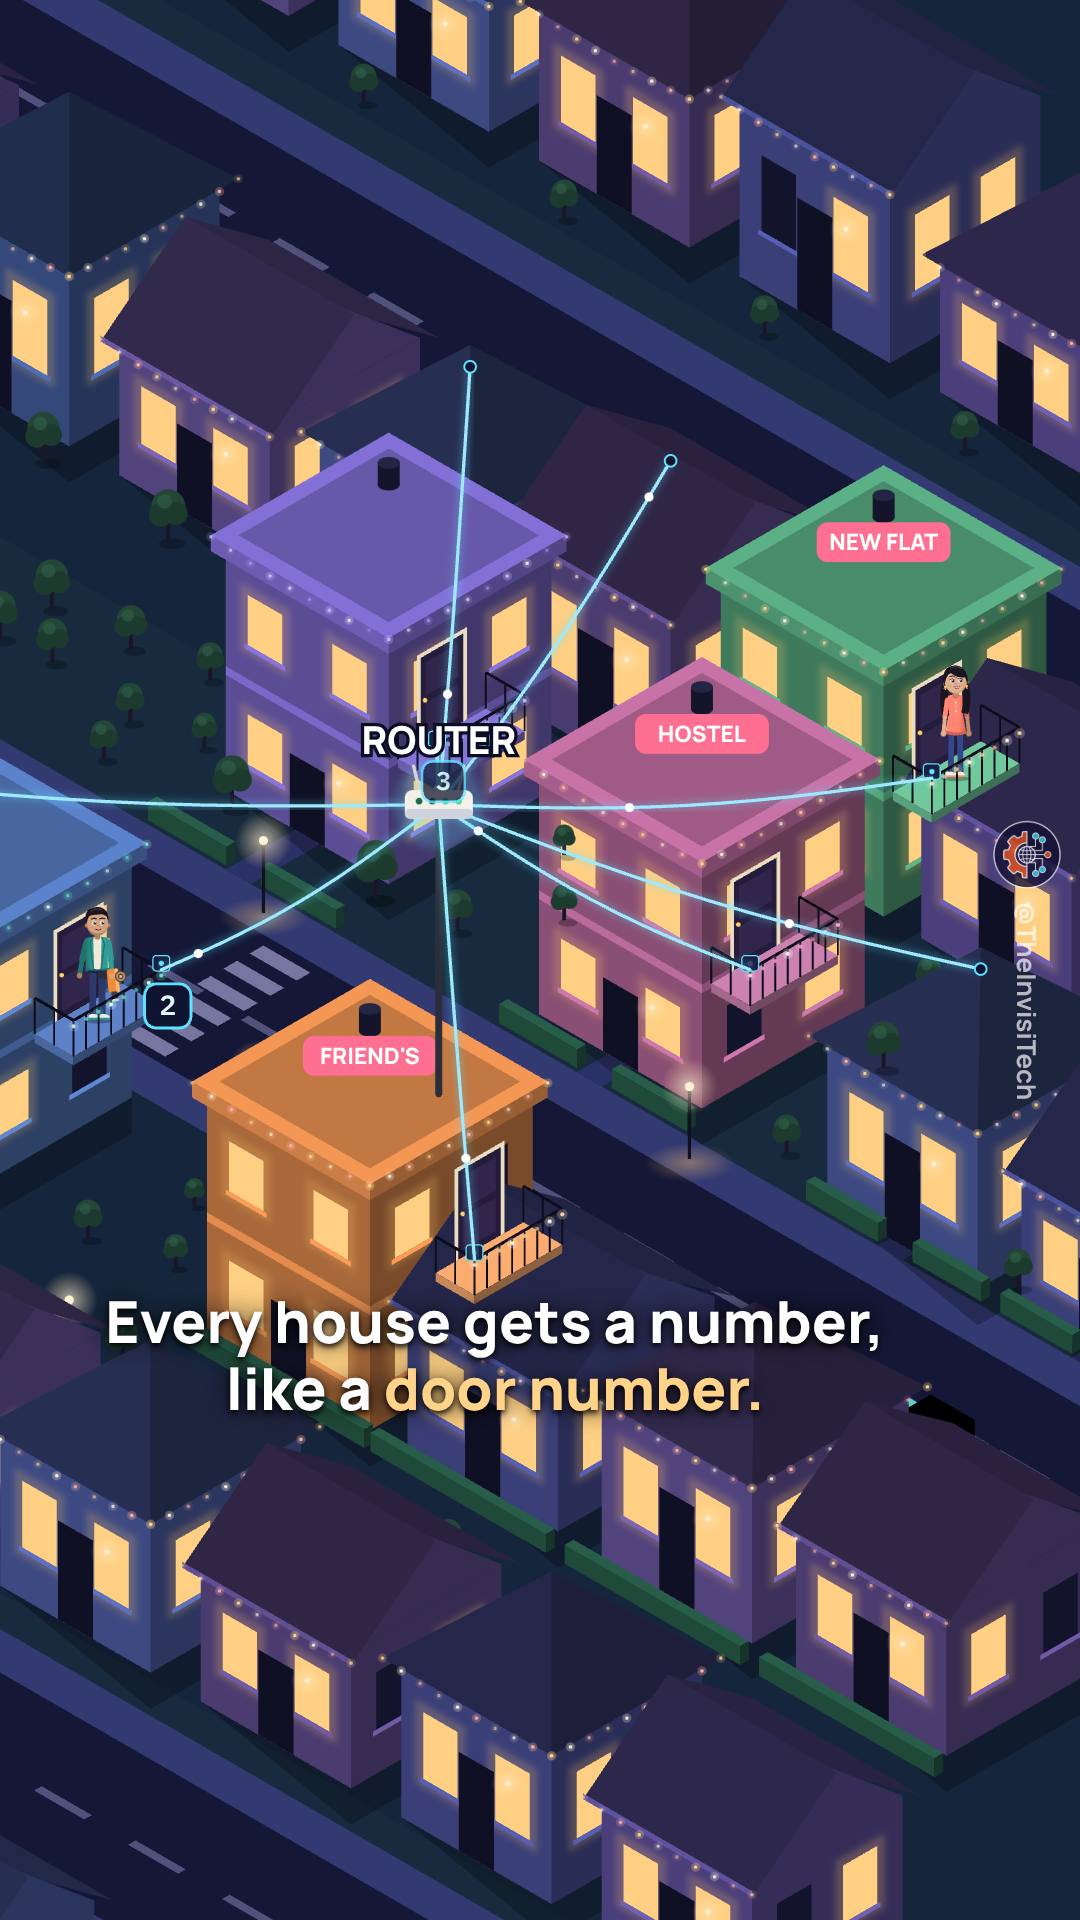 NEW FLAT
HOSTEL
ROUTER
3
@TheInvisiTech
2
FRIEND'S
Every house gets a number,
like a door number.